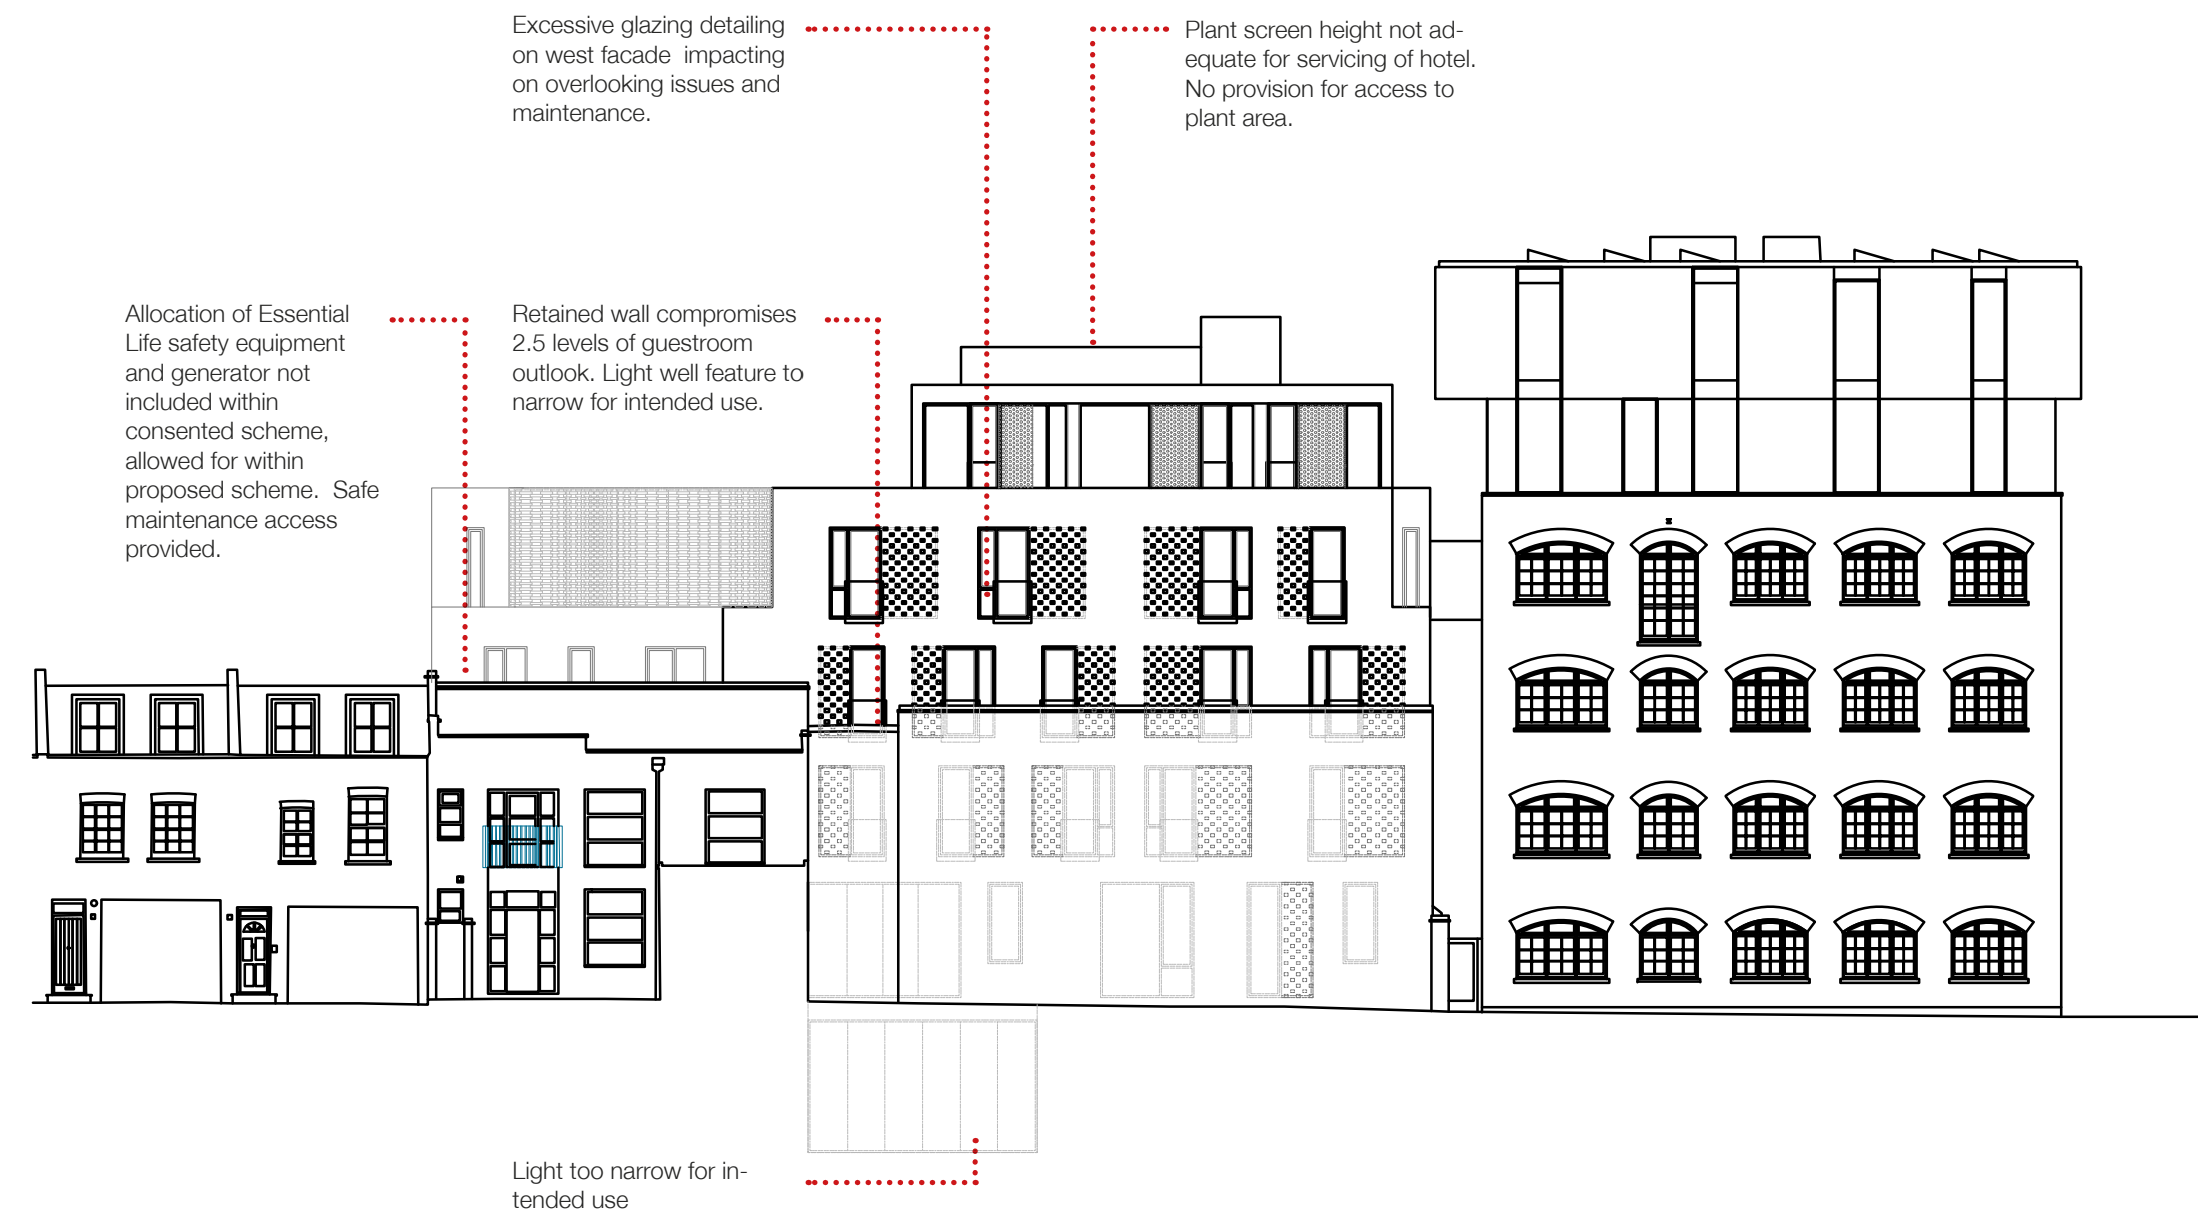 Excessive glazing detailing
on west facade  impacting
on overlooking issues and
maintenance.
Plant screen height not ad-
equate for servicing of hotel.
No provision for access to
plant area.
Allocation of Essential
Life safety equipment
and generator not
included within
consented scheme,
allowed for within
proposed scheme.  Safe
maintenance access
provided.
Retained wall compromises
2.5 levels of guestroom
outlook. Light well feature to
narrow for intended use.
Light too narrow for in-
tended use